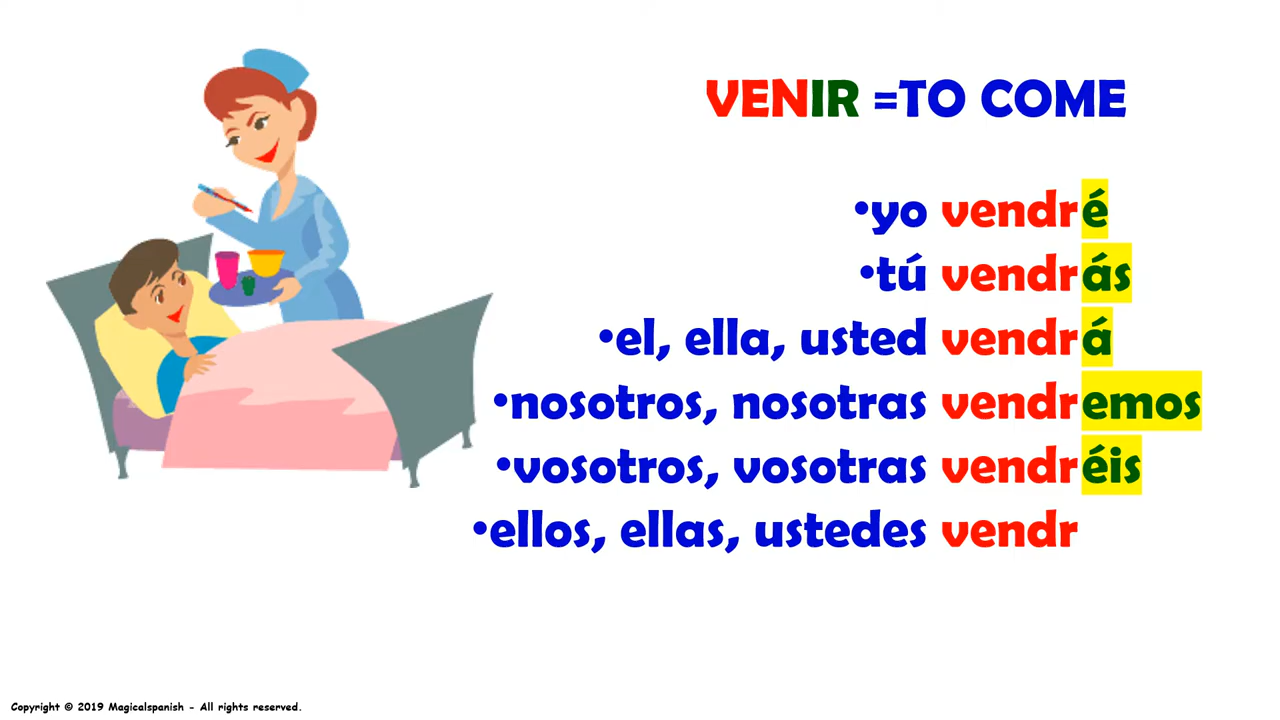 VENIR =TO COME
•yo vendré
•tú vendrás
•el, ella, usted vendrá
•nosotros, nosotras vendremos
•vosotros, vosotras vendréis
•ellos, ellas, ustedes vendr
Copyright © 2019 Magicalspanish - All rights reserved.